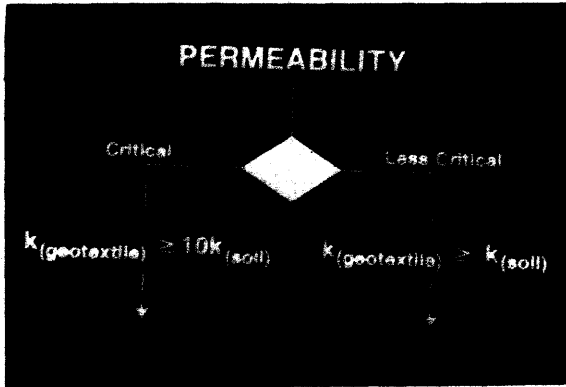 PERMEABILITY
Critical
Less Critical
k(geotextile) ≥ 10k(soil)
k(geotextile) ≥ k(soil)